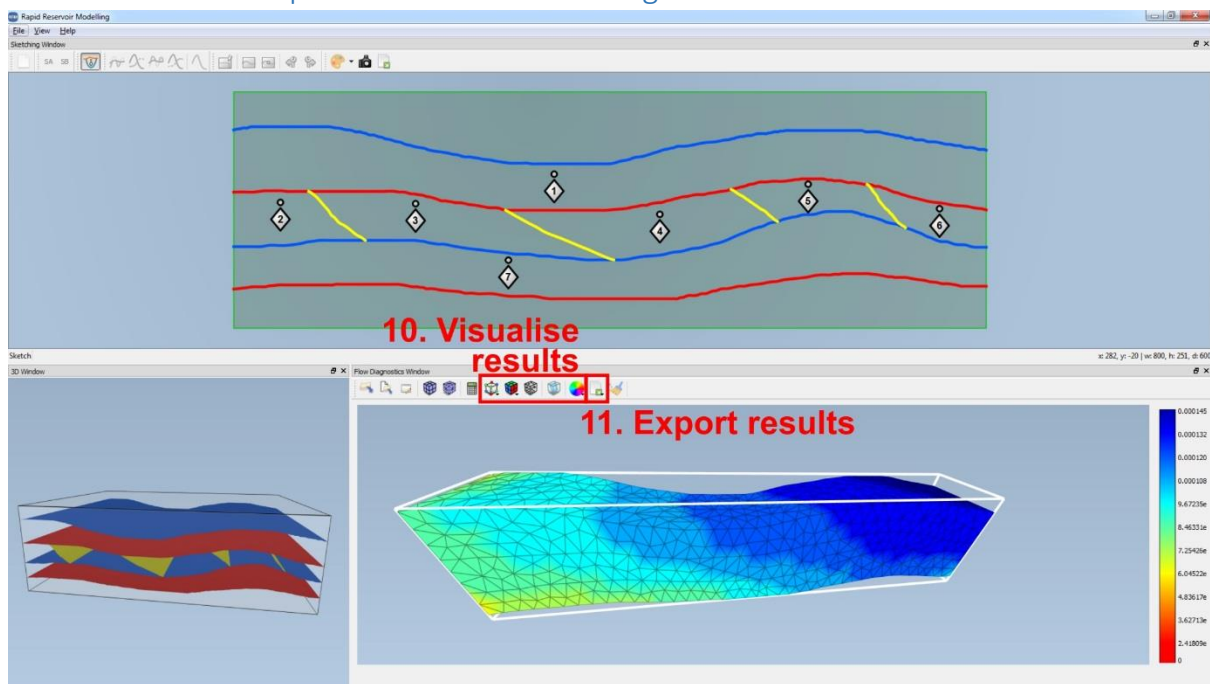 Rapid Reservoir Modelling
File View Help
Sketching Window
SA SD
1
2
3
4
5
6
7
10. Visualise
results
Sketch
x: 282, y: -20 | w: 800, h: 251, d: 600
3D Window
Flow Diagnostics Window
11. Export results
0.000145
0.000132
0.000120
0.000108
9.67235e
8.46331e
7.25426e
6.04522e
4.83617e
3.62713e
2.41809e
0